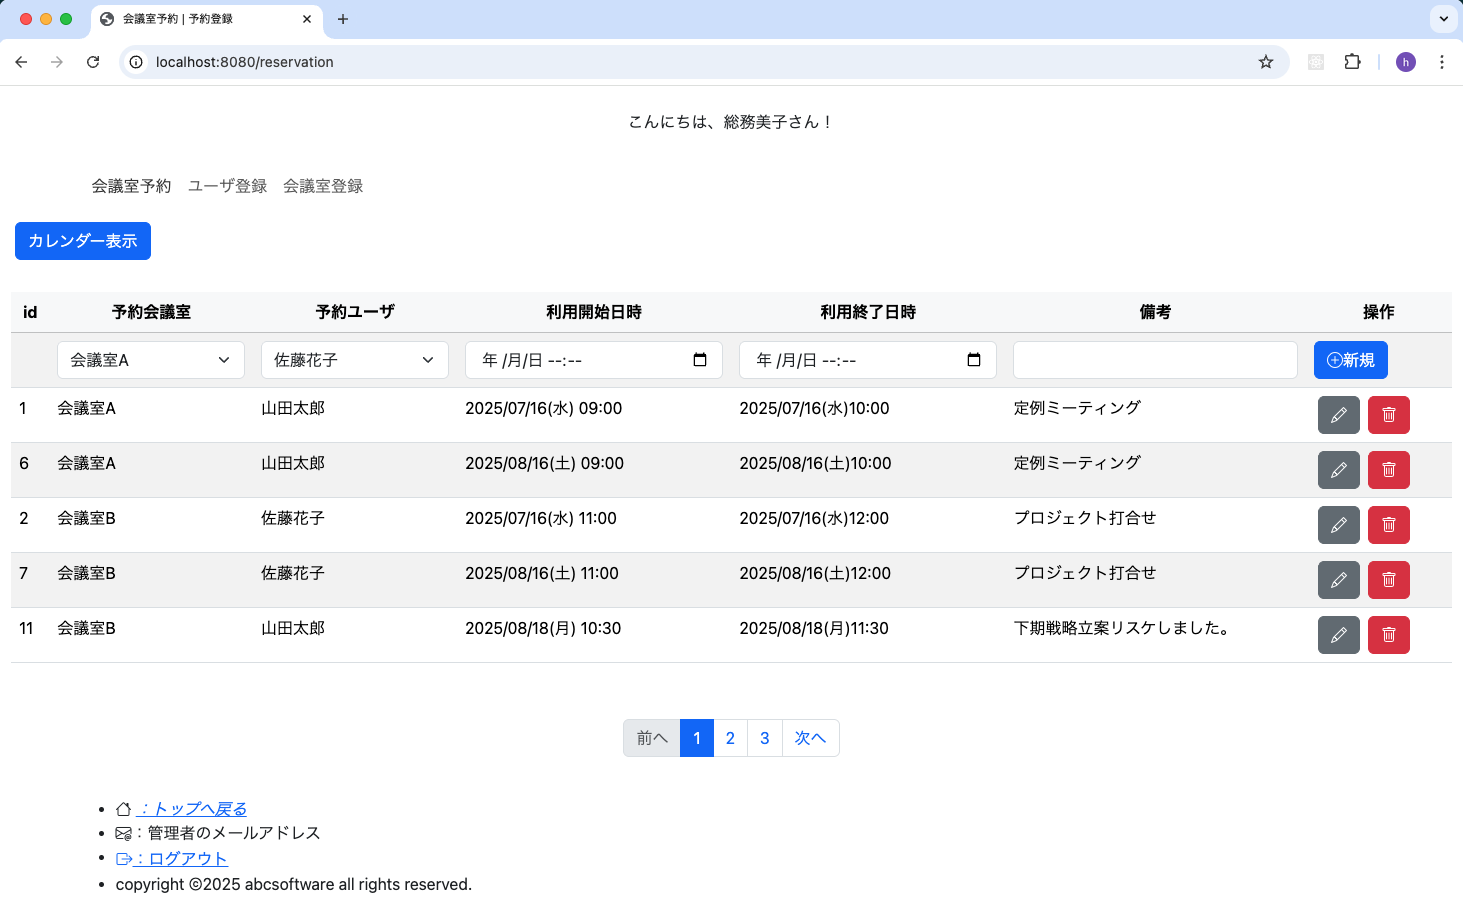 会議室予約 | 予約登録
localhost:8080/reservation
h
こんにちは、総務美子さん！
会議室予約 ユーザ登録 会議室登録
カレンダー表示
id 予約会議室 予約ユーザ 利用開始日時 利用終了日時 備考 操作
会議室A 佐藤花子 年 /月/日 --:-- 年 /月/日 --:-- 新規
1 会議室A 山田太郎 2025/07/16(水) 09:00 2025/07/16(水)10:00 定例ミーティング
6 会議室A 山田太郎 2025/08/16(土) 09:00 2025/08/16(土)10:00 定例ミーティング
2 会議室B 佐藤花子 2025/07/16(水) 11:00 2025/07/16(水)12:00 プロジェクト打合せ
7 会議室B 佐藤花子 2025/08/16(土) 11:00 2025/08/16(土)12:00 プロジェクト打合せ
11 会議室B 山田太郎 2025/08/18(月) 10:30 2025/08/18(月)11:30 下期戦略立案リスケしました。
前へ 1 2 3 次へ
：トップへ戻る
：管理者のメールアドレス
：ログアウト
copyright ©2025 abcsoftware all rights reserved.